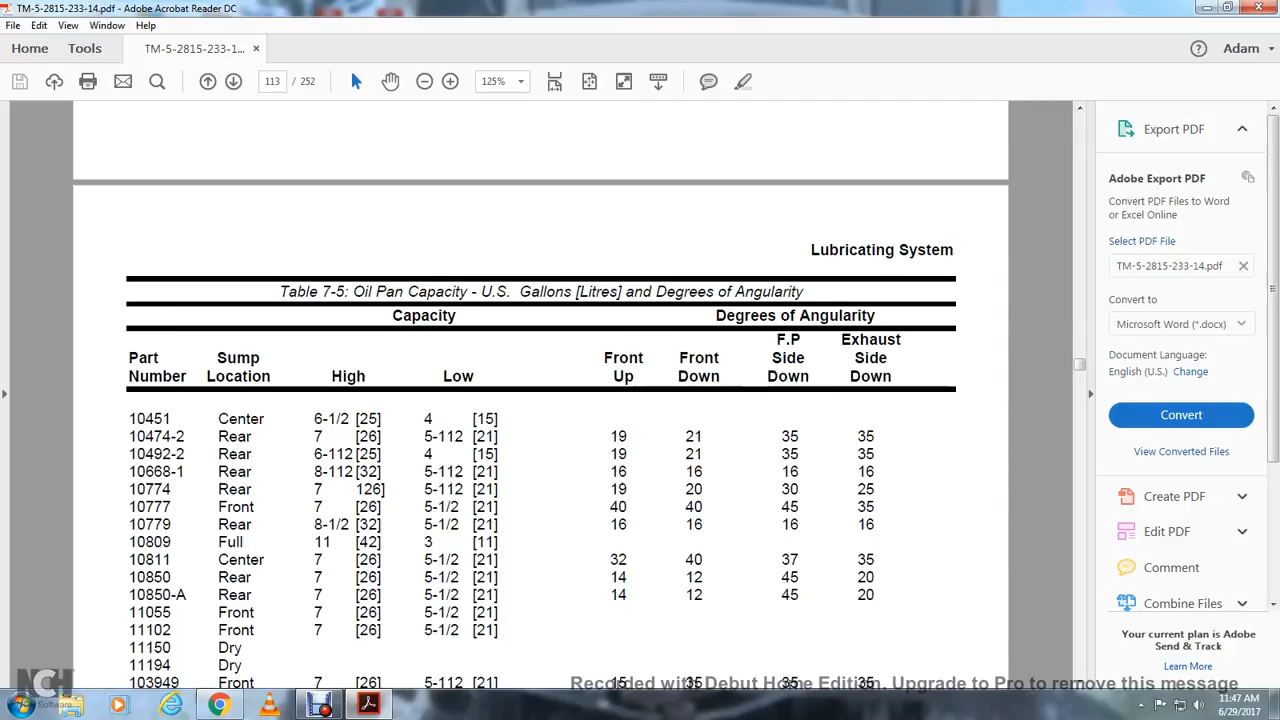 TM-5-2815-233-14.pdf - Adobe Acrobat Reader DC
File Edit View Window Help
Home Tools TM-5-2815-233-1... × Adam
113 / 252 125%
Export PDF
Adobe Export PDF
Convert PDF Files to Word
or Excel Online
Select PDF File
TM-5-2815-233-14.pdf
Convert to
Microsoft Word (*.docx)
Document Language:
English (U.S.) Change
Convert
View Converted Files
Create PDF
Edit PDF
Comment
Combine Files
Your current plan is Adobe
Send & Track
Learn More
Lubricating System
Table 7-5: Oil Pan Capacity - U.S. Gallons [Litres] and Degrees of Angularity
Capacity Degrees of Angularity
F.P Exhaust
Part Sump Front Front Side Side
Number Location High Low Up Down Down Down
10451 Center 6-1/2 [25] 4 [15]
10474-2 Rear 7 [26] 5-112 [21] 19 21 35 35
10492-2 Rear 6-112 [25] 4 [15] 19 21 35 35
10668-1 Rear 8-112 [32] 5-112 [21] 16 16 16 16
10774 Rear 7 126] 5-112 [21] 19 20 30 25
10777 Front 7 [26] 5-1/2 [21] 40 40 45 35
10779 Rear 8-1/2 [32] 5-1/2 [21] 16 16 16 16
10809 Full 11 [42] 3 [11]
10811 Center 7 [26] 5-1/2 [21] 32 40 37 35
10850 Rear 7 [26] 5-1/2 [21] 14 12 45 20
10850-A Rear 7 [26] 5-1/2 [21] 14 12 45 20
11055 Front 7 [26] 5-1/2 [21]
11102 Front 7 [26] 5-1/2 [21]
11150 Dry
11194 Dry
103949 Front 7 [26] 5-112 [21] 15 35 35 35
Recorded with Debut Home Edition. Upgrade to Pro to remove this message
NCH Software
11:47 AM
6/29/2017